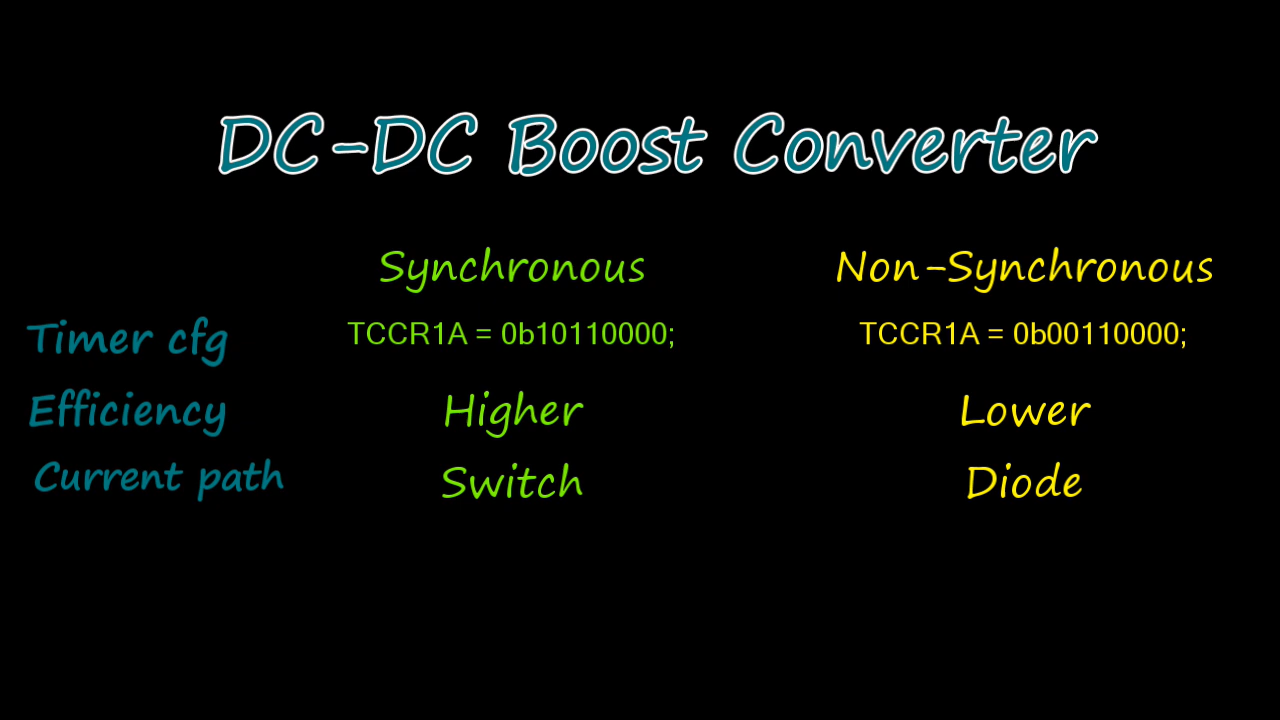 DC-DC Boost Converter
Synchronous Non-Synchronous
Timer cfg TCCR1A = 0b10110000; TCCR1A = 0b00110000;
Efficiency Higher Lower
Current path Switch Diode